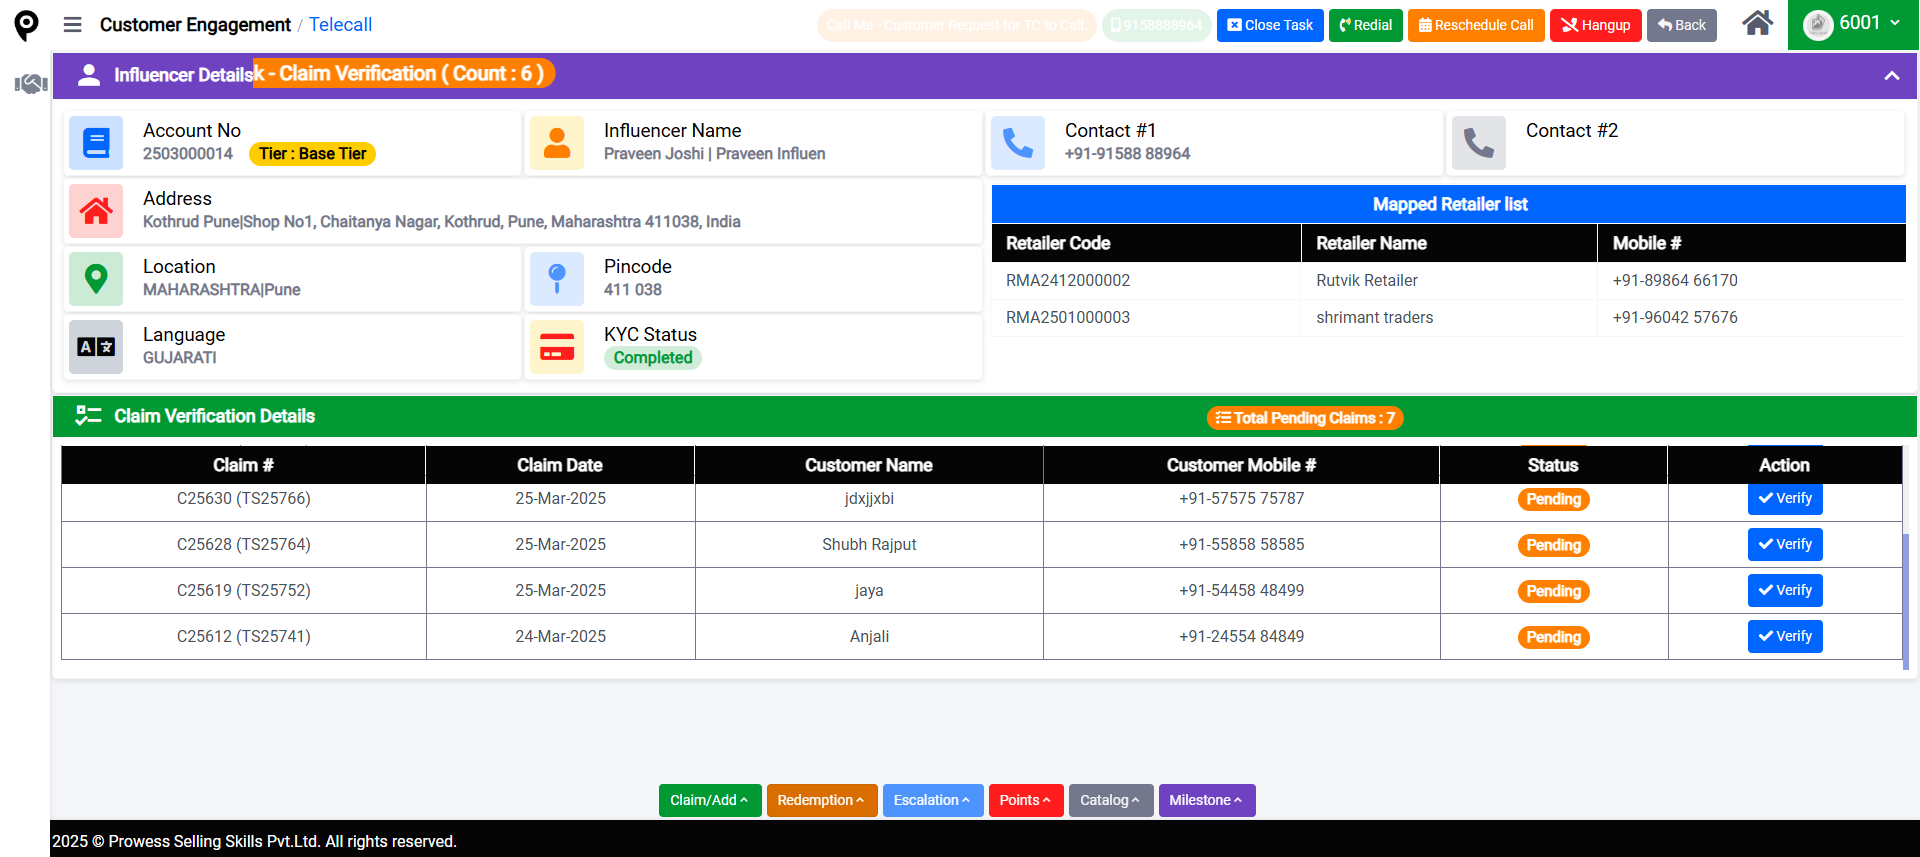 Customer Engagement / Telecall
Call Me - Customer Request for TC to Call
9158888964
Close Task
Redial
Reschedule Call
Hangup
Back
6001
Influencer Details
k - Claim Verification ( Count : 6 )
Account No
2503000014 Tier : Base Tier
Influencer Name
Praveen Joshi | Praveen Influen
Contact #1
+91-91588 88964
Contact #2
Address
Kothrud Pune|Shop No1, Chaitanya Nagar, Kothrud, Pune, Maharashtra 411038, India
Location
MAHARASHTRA|Pune
Pincode
411 038
Language
GUJARATI
KYC Status
Completed
Mapped Retailer list
Retailer Code Retailer Name Mobile #
RMA2412000002 Rutvik Retailer +91-89864 66170
RMA2501000003 shrimant traders +91-96042 57676
Claim Verification Details
Total Pending Claims : 7
Claim # Claim Date Customer Name Customer Mobile # Status Action
C25630 (TS25766) 25-Mar-2025 jdxjjxbi +91-57575 75787 Pending Verify
C25628 (TS25764) 25-Mar-2025 Shubh Rajput +91-55858 58585 Pending Verify
C25619 (TS25752) 25-Mar-2025 jaya +91-54458 48499 Pending Verify
C25612 (TS25741) 24-Mar-2025 Anjali +91-24554 84849 Pending Verify
Claim/Add
Redemption
Escalation
Points
Catalog
Milestone
2025 © Prowess Selling Skills Pvt.Ltd. All rights reserved.